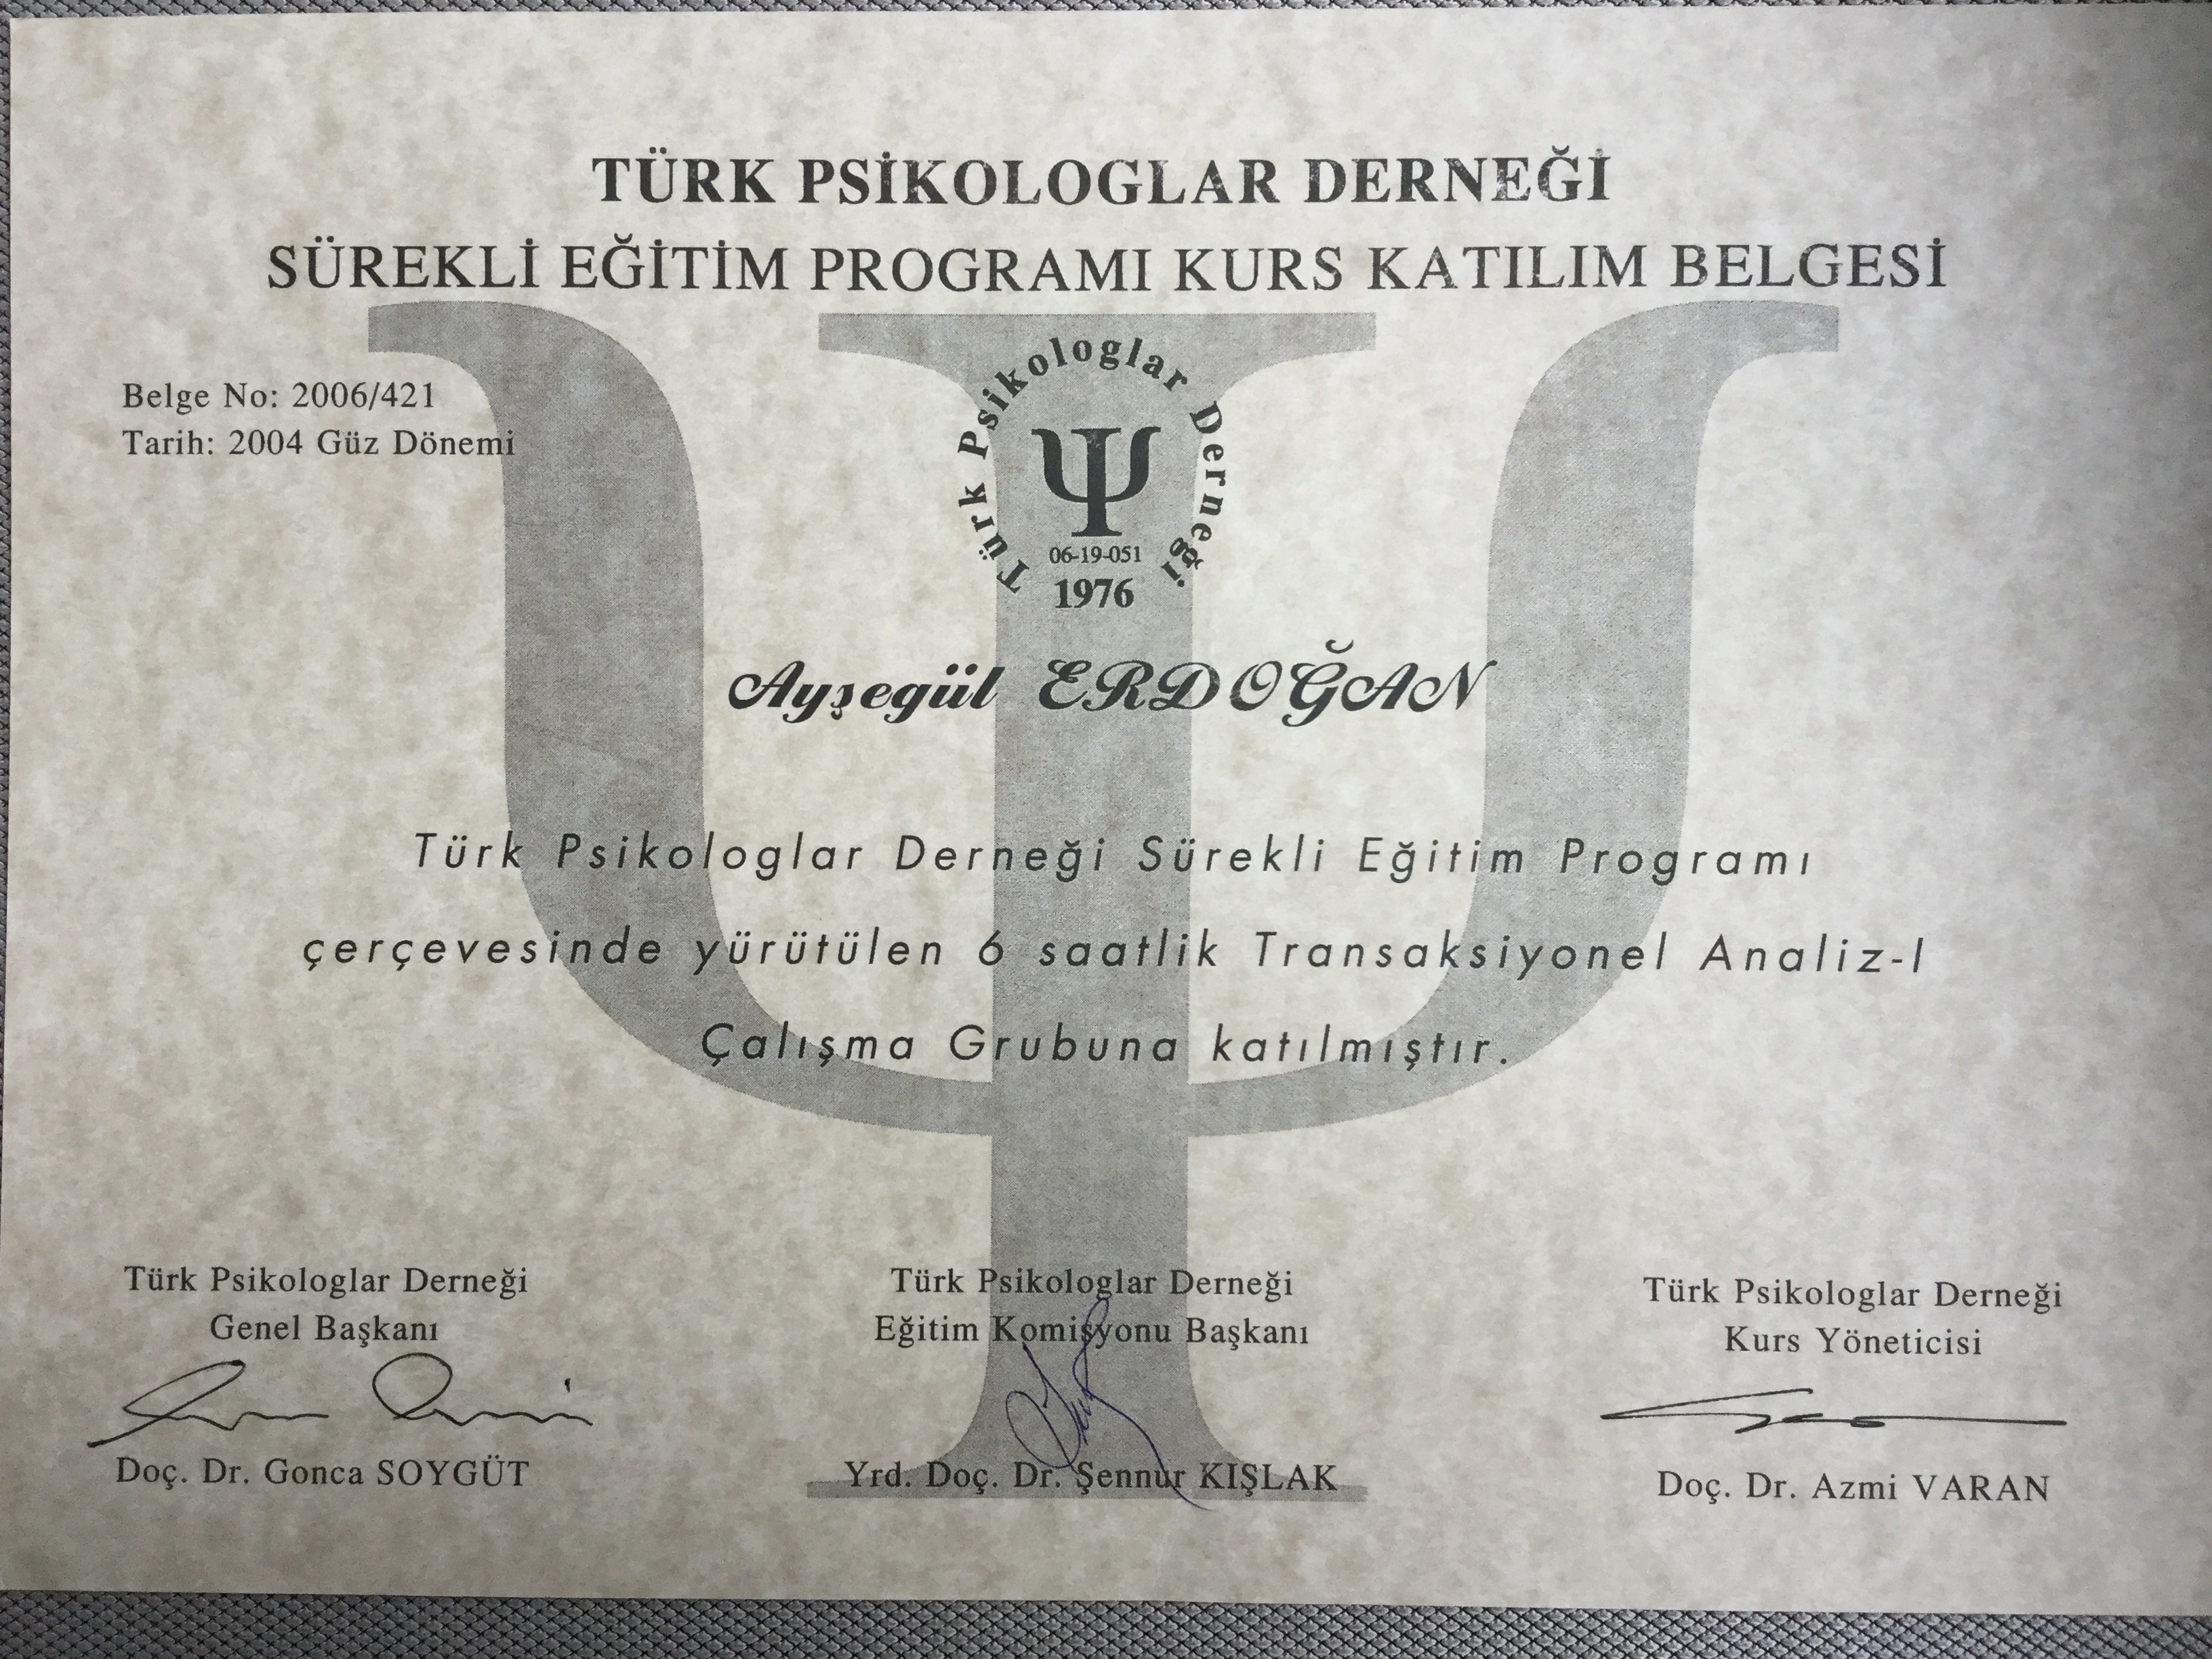 TÜRK PSİKOLOGLAR DERNEĞİ
SÜREKLİ EĞİTİM PROGRAMI KURS KATILIM BELGESİ
Belge No: 2006/421
Tarih: 2004 Güz Dönemi
Türk Psikologlar Derneği
Ψ
06-19-051
1976
Ayşegül ERDOĞAN
Türk Psikologlar Derneği Sürekli Eğitim Programı
çerçevesinde yürütülen 6 saatlik Transaksiyonel Analiz-I
Çalışma Grubuna katılmıştır.
Türk Psikologlar Derneği
Genel Başkanı
Doç. Dr. Gonca SOYGÜT
Türk Psikologlar Derneği
Eğitim Komisyonu Başkanı
Yrd. Doç. Dr. Şennur KIŞLAK
Türk Psikologlar Derneği
Kurs Yöneticisi
Doç. Dr. Azmi VARAN